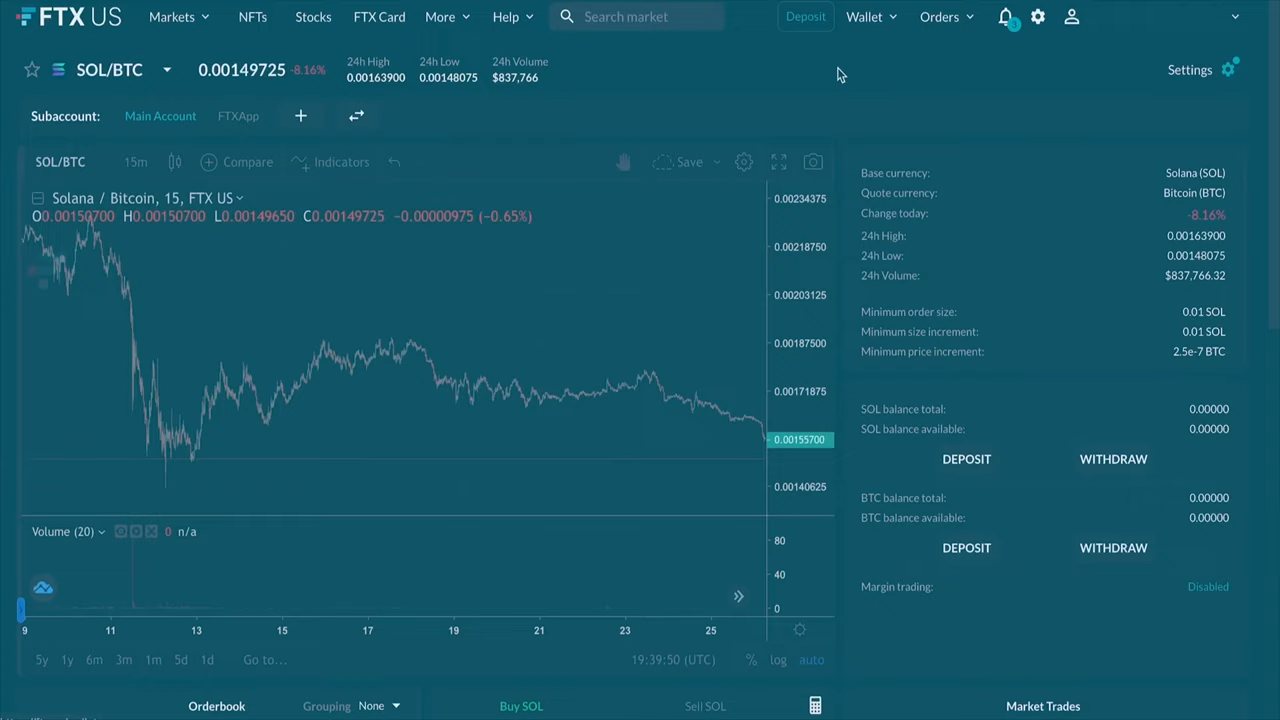 FTX US Markets NFTs Stocks FTX Card More Help Search market Deposit Wallet Orders 3
SOL/BTC 0.00149725 -8.16% 24h High 24h Low 24h Volume
0.00163900 0.00148075 $837,766 Settings
Subaccount: Main Account FTXApp +
SOL/BTC 15m Compare Indicators Save
Solana / Bitcoin, 15, FTX US
O0.00150700 H0.00150700 L0.00149650 C0.00149725 −0.00000975 (−0.65%)
0.00234375
0.00218750
0.00203125
0.00187500
0.00171875
0.00155700
0.00140625
Volume (20) 0 n/a
80
40
0
9 11 13 15 17 19 21 23 25
5y 1y 6m 3m 1m 5d 1d Go to... 19:39:50 (UTC) % log auto
Base currency: Solana (SOL)
Quote currency: Bitcoin (BTC)
Change today: -8.16%
24h High: 0.00163900
24h Low: 0.00148075
24h Volume: $837,766.32
Minimum order size: 0.01 SOL
Minimum size increment: 0.01 SOL
Minimum price increment: 2.5e-7 BTC
SOL balance total: 0.00000
SOL balance available: 0.00000
DEPOSIT WITHDRAW
BTC balance total: 0.00000
BTC balance available: 0.00000
DEPOSIT WITHDRAW
Margin trading: Disabled
Orderbook Grouping None Buy SOL Sell SOL Market Trades